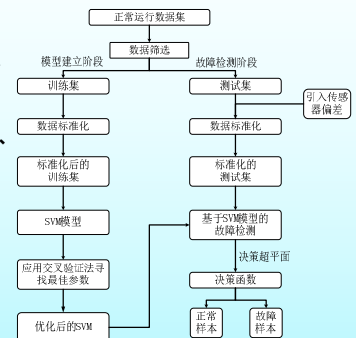 正常运行数据集
数据筛选
模型建立阶段
故障检测阶段
训练集
测试集
引入传感
器偏差
数据标准化
数据标准化
标准化后的
训练集
标准化的
测试集
SVM模型
基于SVM模型的
故障检测
决策超平面
应用交叉验证法寻
找最佳参数
决策函数
优化后的SVM
正常
样本
故障
样本
、